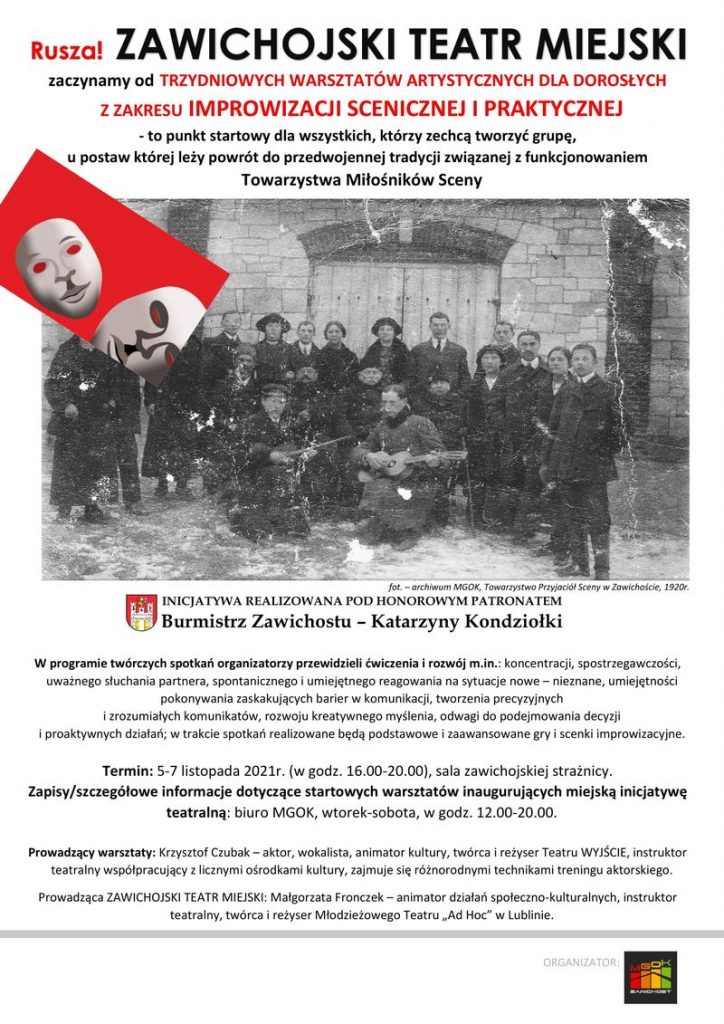 Rusza! ZAWICHOJSKI TEATR MIEJSKI
zaczynamy od TRZYDNIOWYCH WARSZTATÓW ARTYSTYCZNYCH DLA DOROSŁYCH
Z ZAKRESU IMPROWIZACJI SCENICZNEJ I PRAKTYCZNEJ
- to punkt startowy dla wszystkich, którzy zechcą tworzyć grupę,
u postaw której leży powrót do przedwojennej tradycji związanej z funkcjonowaniem
Towarzystwa Miłośników Sceny
fot. – archiwum MGOK, Towarzystwo Przyjaciół Sceny w Zawichoście, 1920r.
INICJATYWA REALIZOWANA POD HONOROWYM PATRONATEM
Burmistrz Zawichostu – Katarzyny Kondziołki
W programie twórczych spotkań organizatorzy przewidzieli ćwiczenia i rozwój m.in.: koncentracji, spostrzegawczości,
uważnego słuchania partnera, spontanicznego i umiejętnego reagowania na sytuacje nowe – nieznane, umiejętności
pokonywania zaskakujących barier w komunikacji, tworzenia precyzyjnych
i zrozumiałych komunikatów, rozwoju kreatywnego myślenia, odwagi do podejmowania decyzji
i proaktywnych działań; w trakcie spotkań realizowane będą podstawowe i zaawansowane gry i scenki improwizacyjne.
Termin: 5-7 listopada 2021r. (w godz. 16.00-20.00), sala zawichojskiej strażnicy.
Zapisy/szczegółowe informacje dotyczące startowych warsztatów inaugurujących miejską inicjatywę
teatralną: biuro MGOK, wtorek-sobota, w godz. 12.00-20.00.
Prowadzący warsztaty: Krzysztof Czubak – aktor, wokalista, animator kultury, twórca i reżyser Teatru WYJŚCIE, instruktor
teatralny współpracujący z licznymi ośrodkami kultury, zajmuje się różnorodnymi technikami treningu aktorskiego.
Prowadząca ZAWICHOJSKI TEATR MIEJSKI: Małgorzata Fronczek – animator działań społeczno-kulturalnych, instruktor
teatralny, twórca i reżyser Młodzieżowego Teatru „Ad Hoc” w Lublinie.
ORGANIZATOR:
MGOK
ZAWICHOST